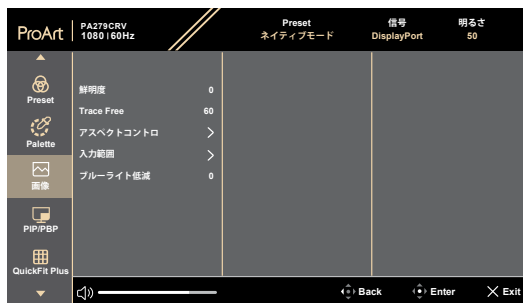 ProArt
PA279CRV
1080 | 60Hz
Preset
ネイティブモード
信号
DisplayPort
明るさ
50
Preset
Palette
画像
PIP/PBP
QuickFit Plus
鮮明度 0
Trace Free 60
アスペクトコントロ
入力範囲
ブルーライト低減 0
Back
Enter
Exit